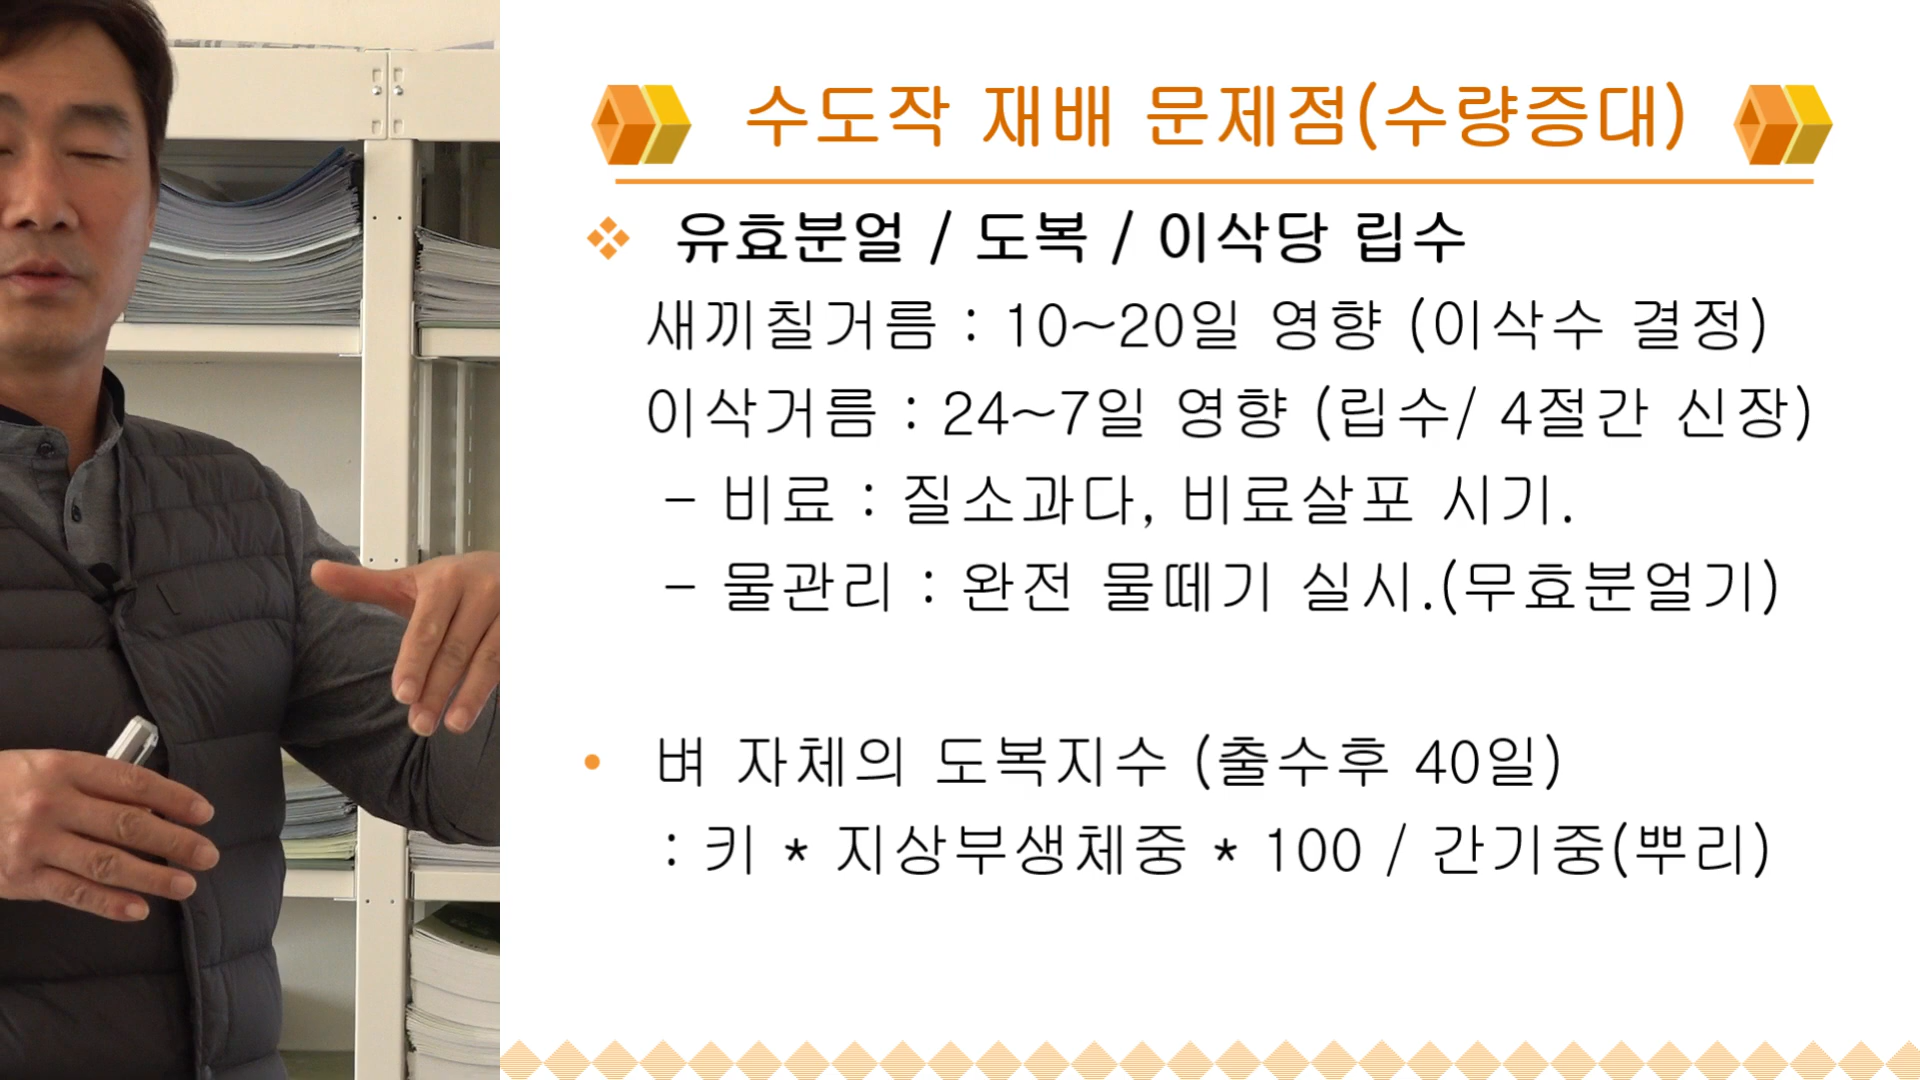 수도작 재배 문제점(수량증대)
유효분얼 / 도복 / 이삭당 립수
새끼칠거름 : 10~20일 영향 (이삭수 결정)
이삭거름 : 24~7일 영향 (립수/ 4절간 신장)
- 비료 : 질소과다, 비료살포 시기.
- 물관리 : 완전 물떼기 실시.(무효분얼기)
• 벼 자체의 도복지수 (출수후 40일)
: 키 * 지상부생체중 * 100 / 간기중(뿌리)